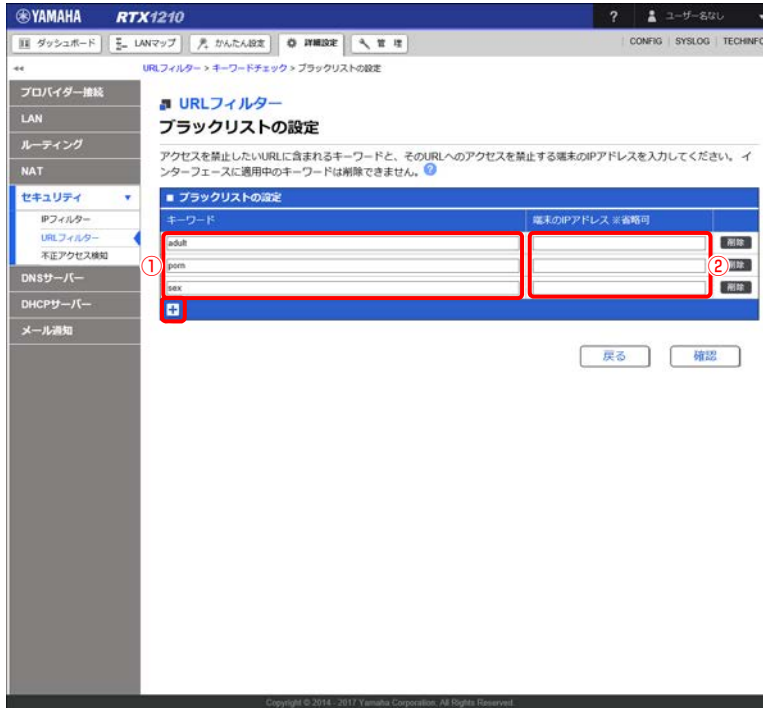 YAMAHA RTX1210 ? ユーザーなし
ダッシュボード LANマップ かんたん設定 詳細設定 管理 CONFIG SYSLOG TECHINFO
URLフィルター > キーワードチェック > ブラックリストの設定
プロバイダー接続
LAN
ルーティング
NAT
セキュリティ
IPフィルター
URLフィルター
不正アクセス検知
DNSサーバー
DHCPサーバー
メール通知
URLフィルター
ブラックリストの設定
アクセスを禁止したいURLに含まれるキーワードと、そのURLへのアクセスを禁止する端末のIPアドレスを入力してください。 イ
ンターフェースに適用中のキーワードは削除できません。 ?
■ ブラックリストの設定
キーワード 端末のIPアドレス ※省略可
adult 削除
① porn ② 削除
sex 削除
+
戻る 確認
Copyright © 2014 - 2017 Yamaha Corporation. All Rights Reserved.